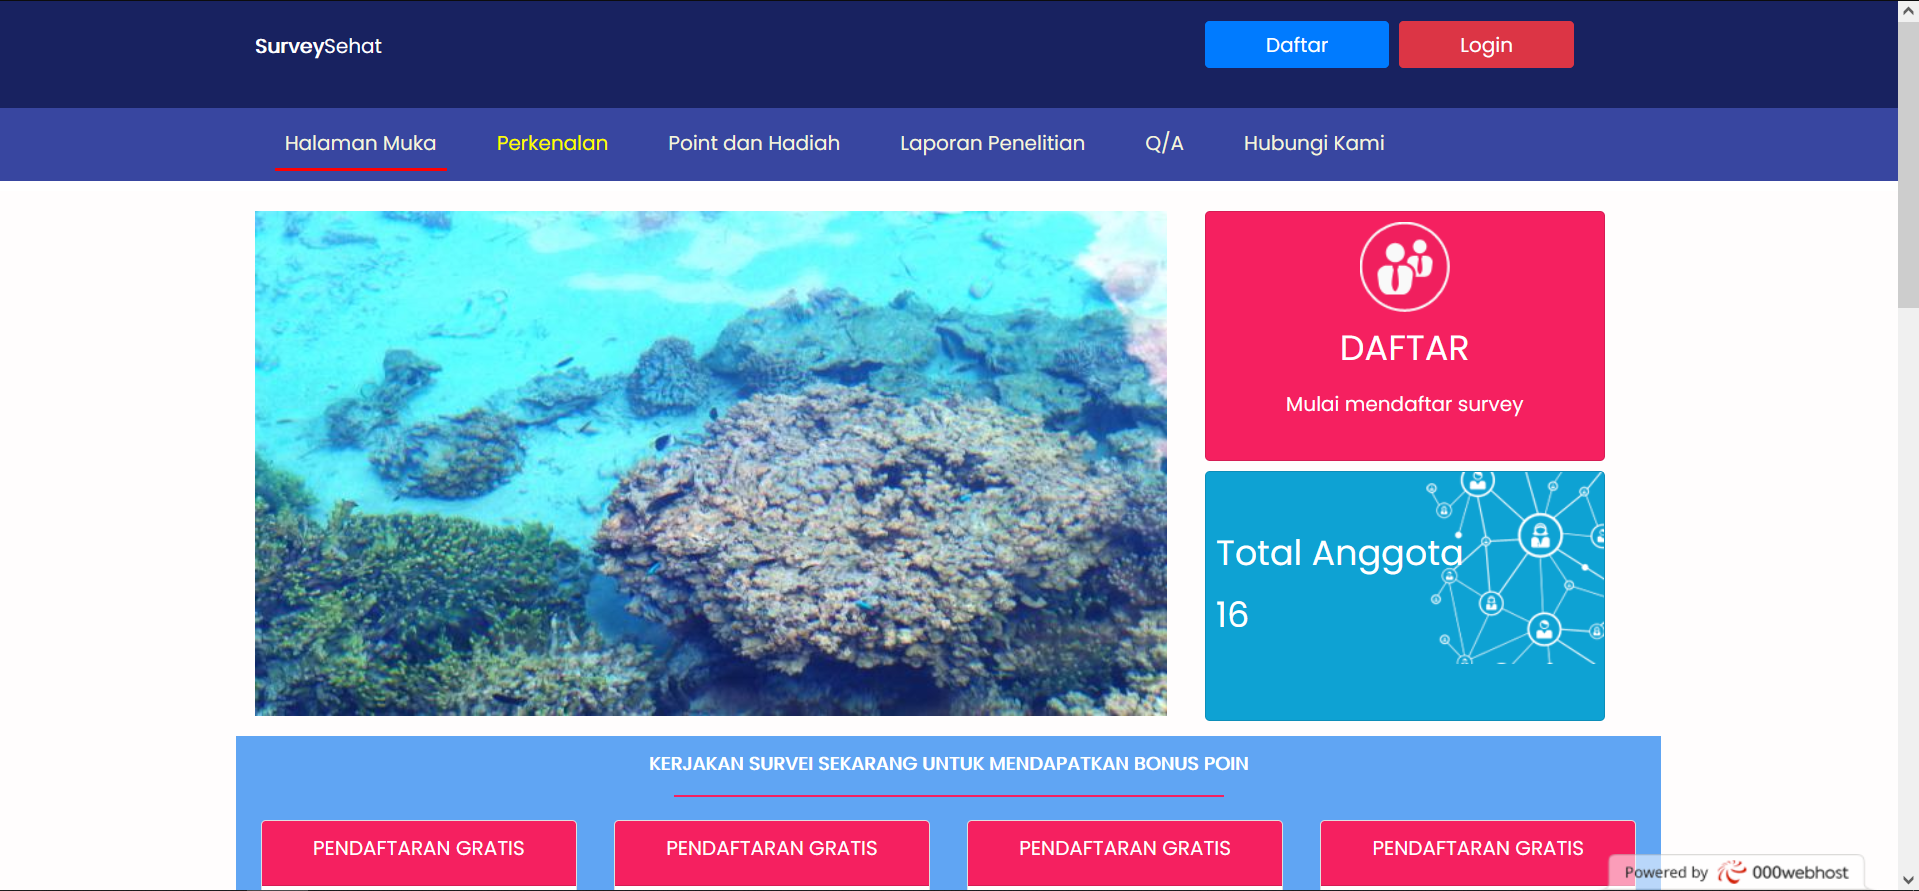 SurveySehat
Daftar
Login
Halaman Muka
Perkenalan
Point dan Hadiah
Laporan Penelitian
Q/A
Hubungi Kami
DAFTAR
Mulai mendaftar survey
Total Anggota
16
KERJAKAN SURVEI SEKARANG UNTUK MENDAPATKAN BONUS POIN
PENDAFTARAN GRATIS
PENDAFTARAN GRATIS
PENDAFTARAN GRATIS
PENDAFTARAN GRATIS
Powered by 000webhost